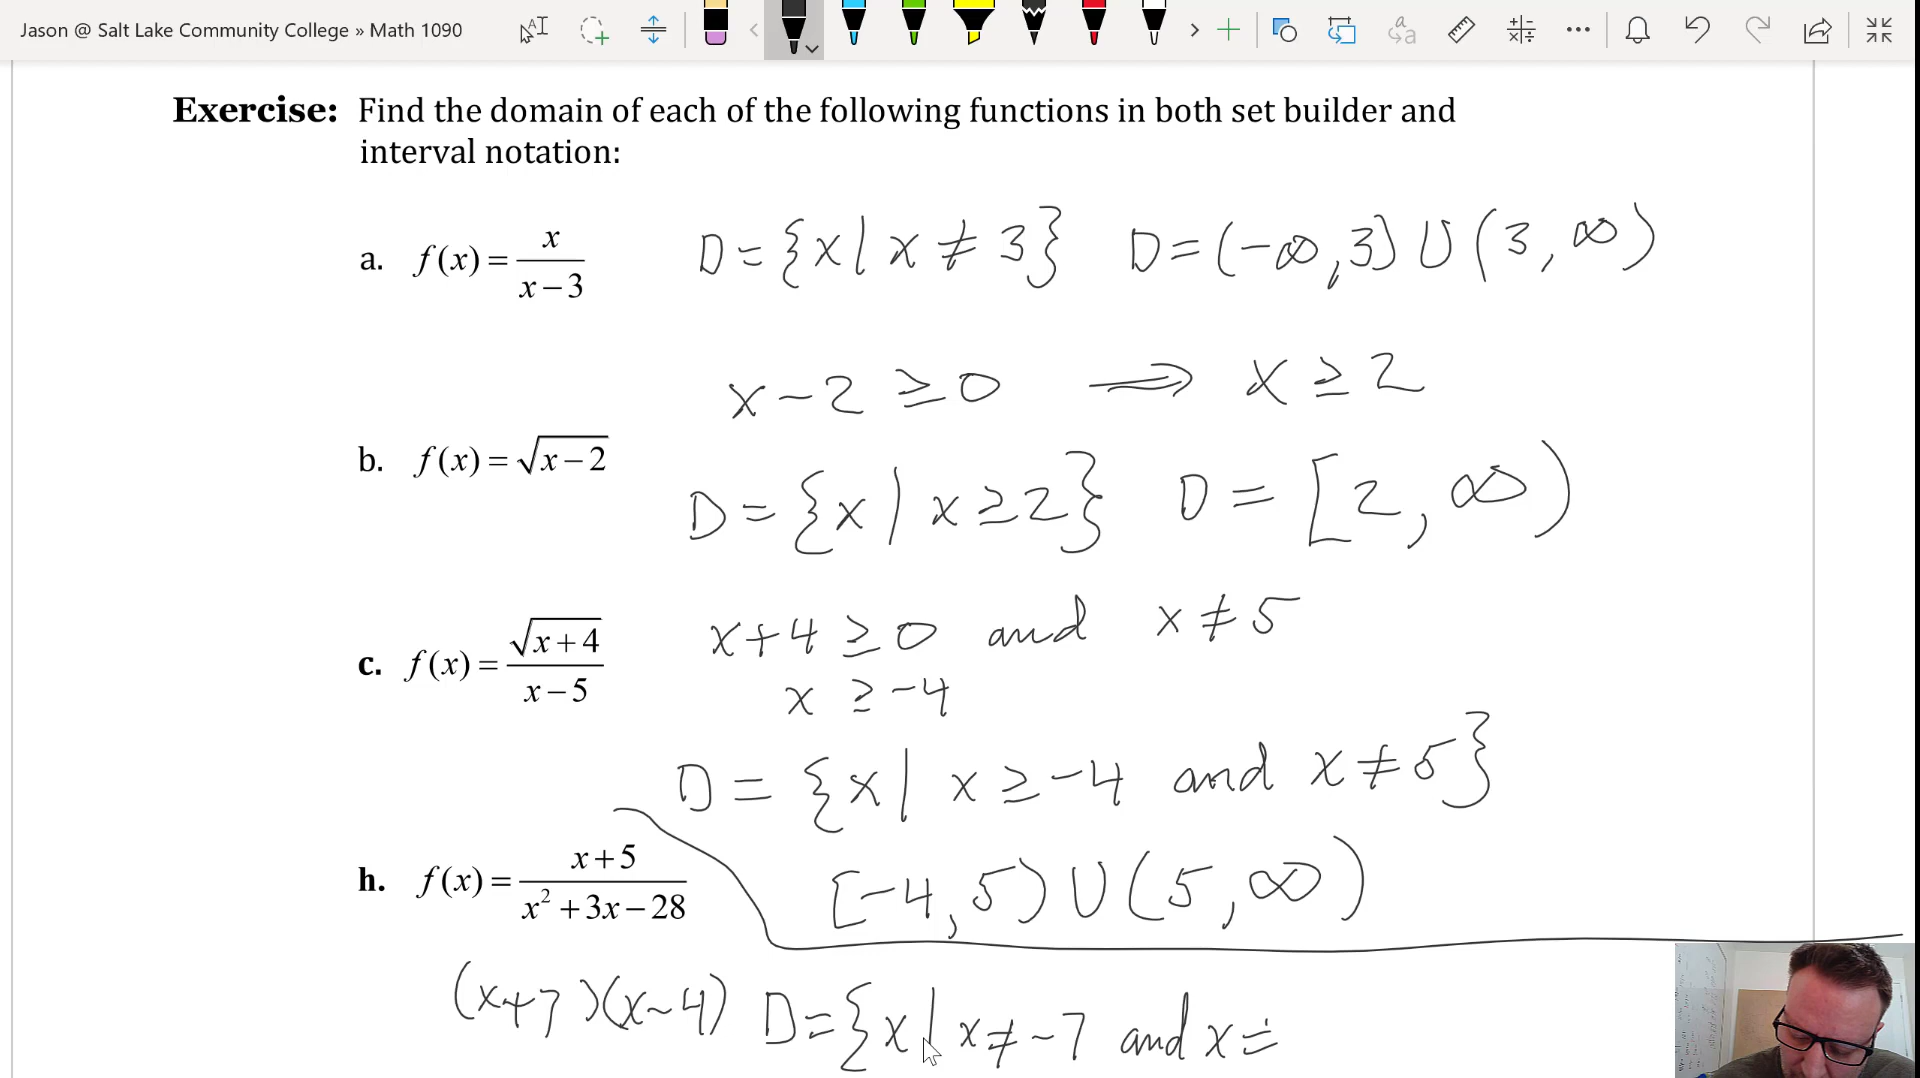 Jason @ Salt Lake Community College » Math 1090
Exercise: Find the domain of each of the following functions in both set builder and
interval notation:
a. f(x) = x/(x−3) D = {x | x ≠ 3} D = (−∞, 3) ∪ (3, ∞)
x − 2 ≥ 0 ⟹ x ≥ 2
b. f(x) = √(x−2) D = {x | x ≥ 2} D = [2, ∞)
x + 4 ≥ 0 and x ≠ 5
c. f(x) = √(x+4)/(x−5)
x ≥ −4
D = {x | x ≥ −4 and x ≠ 5}
h. f(x) = (x+5)/(x²+3x−28) [−4, 5) ∪ (5, ∞)
(x+7)(x−4) D = {x | x ≠ −7 and x =